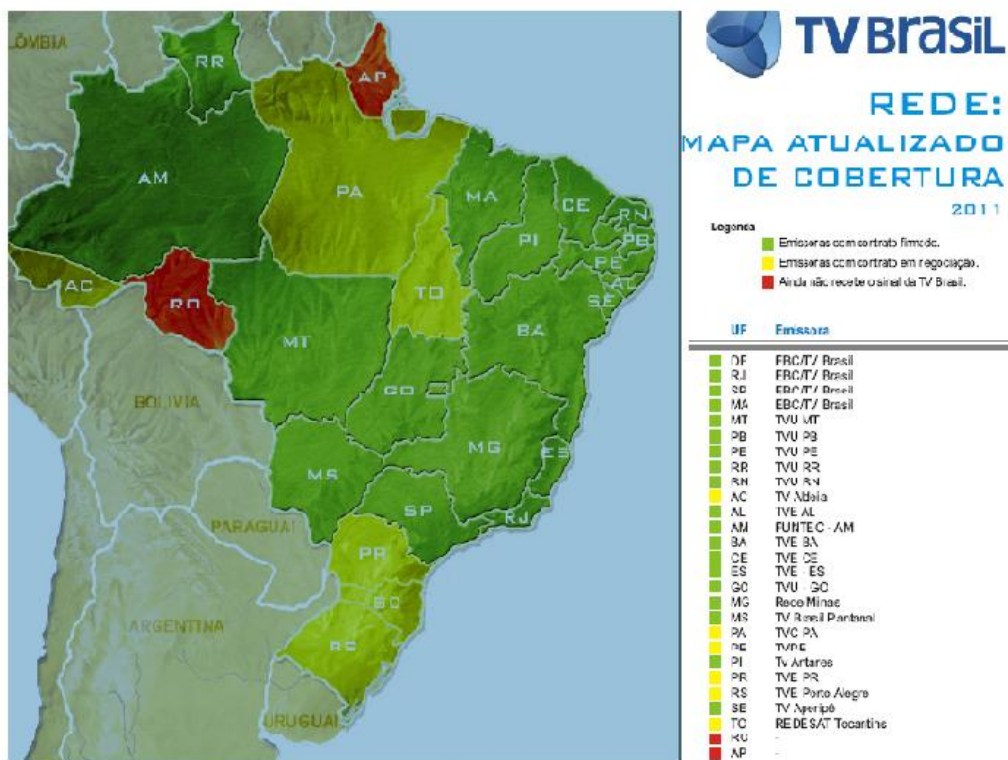 LÔMBIA
RR
AP
AM
PA
MA
CE
RN
PI
PB
PE
AL
SE
AC
TO
RO
BA
MT
GO
BOLIVIA
MG
ES
MS
SP
RJ
PARAGUAI
PR
SC
ARGENTINA
RS
URUGUAI
TV BRASIL
REDE:
MAPA ATUALIZADO
DE COBERTURA
2011
Legenda
Emissoras com contrato firmado.
Emissoras com contrato em negociação.
Ainda não recebe o sinal da TV Brasil.
UF Emissora
DF EBC/TV Brasil
RJ EBC/TV Brasil
SP EBC/TV Brasil
MA EBC/TV Brasil
MT TVU MT
PB TVU PB
PE TVU PE
RR TVU RR
RN TVU RN
AC TV Aldeia
AL TVE AL
AM FUNTEC - AM
BA TVE BA
CE TVE CE
ES TVE - ES
GO TVU - GO
MG Rede Minas
MS TV Brasil Pantanal
PA
PE TVPE
PI Tv Antares
PR TVE PR
RS TVE Porto Alegre
SE TV Aperipê
TO REDESAT Tocantins
RO -
AP -